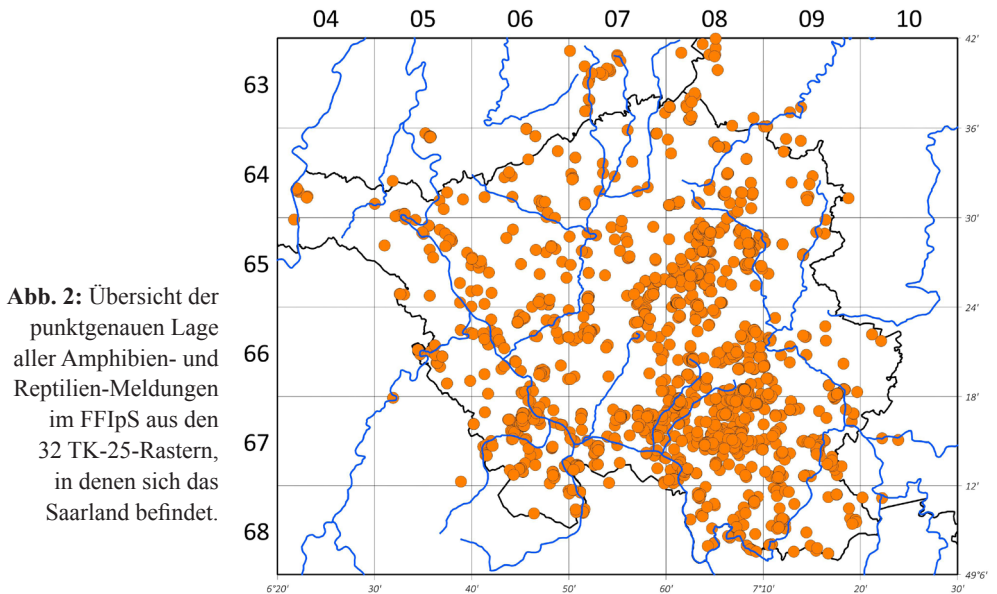 04 05 06 07 08 09 10
42'
63
36'
64
30'
65
24'
66
18'
67
12'
68
49°6'
6°20' 30' 40' 50' 7' 7°10' 20' 30'
Abb. 2: Übersicht der
punktgenauen Lage
aller Amphibien- und
Reptilien-Meldungen
im FFIpS aus den
32 TK-25-Rastern,
in denen sich das
Saarland befindet.